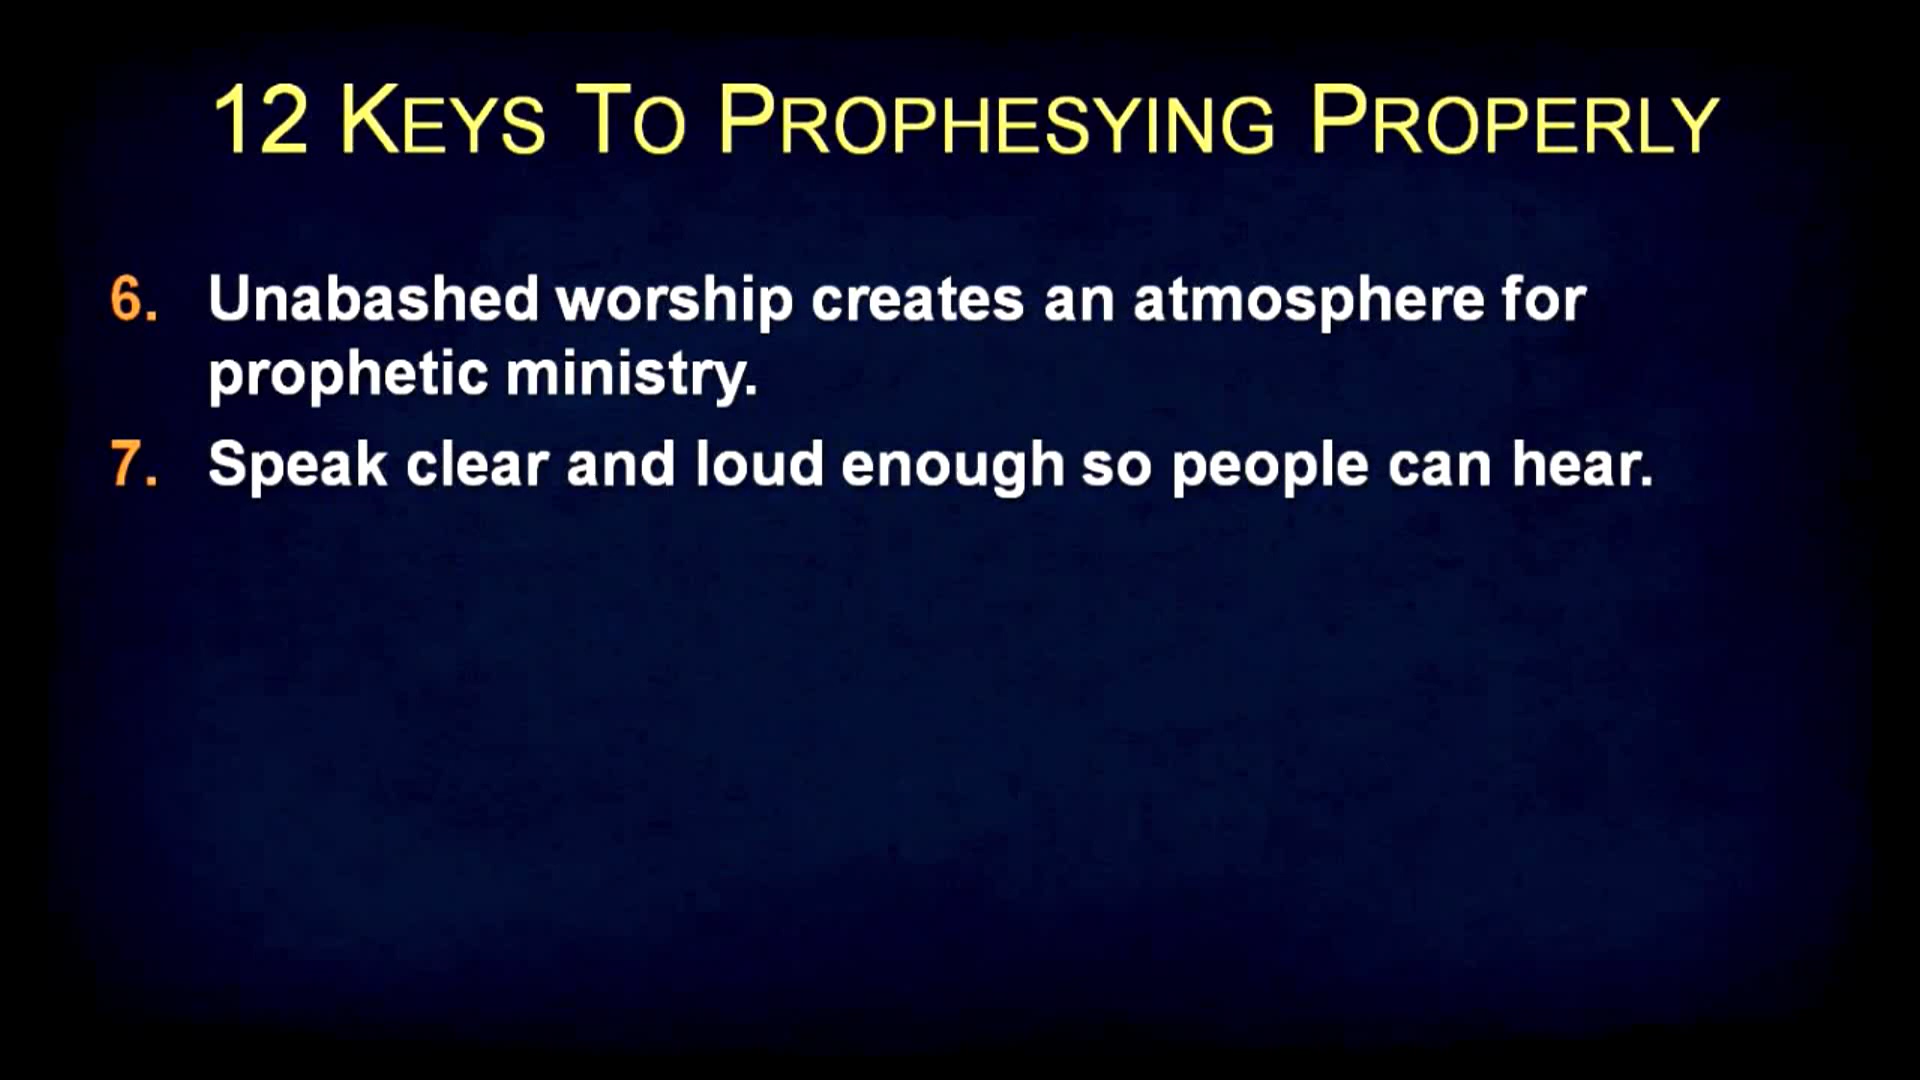 12 Keys To Prophesying Properly
6. Unabashed worship creates an atmosphere for
prophetic ministry.
7. Speak clear and loud enough so people can hear.